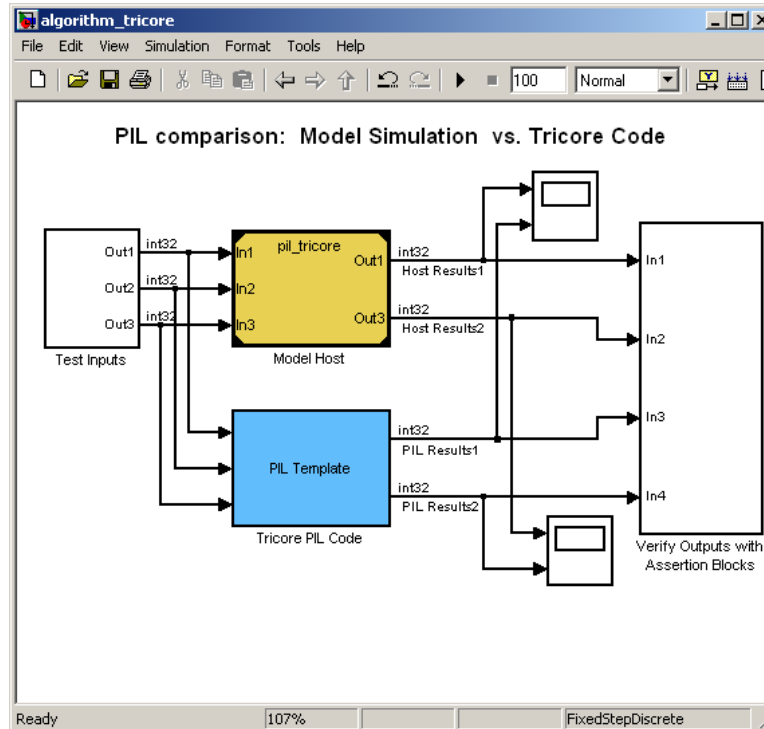 algorithm_tricore
File Edit View Simulation Format Tools Help
100 Normal
PIL comparison: Model Simulation vs. Tricore Code
Out1
int32
Out2
int32
Out3
int32
Test Inputs
pil_tricore
In1
In2
In3
Out1
Out3
Model Host
int32
Host Results1
int32
Host Results2
PIL Template
Tricore PIL Code
int32
PIL Results1
int32
PIL Results2
In1
In2
In3
In4
Verify Outputs with
Assertion Blocks
Ready 107% FixedStepDiscrete